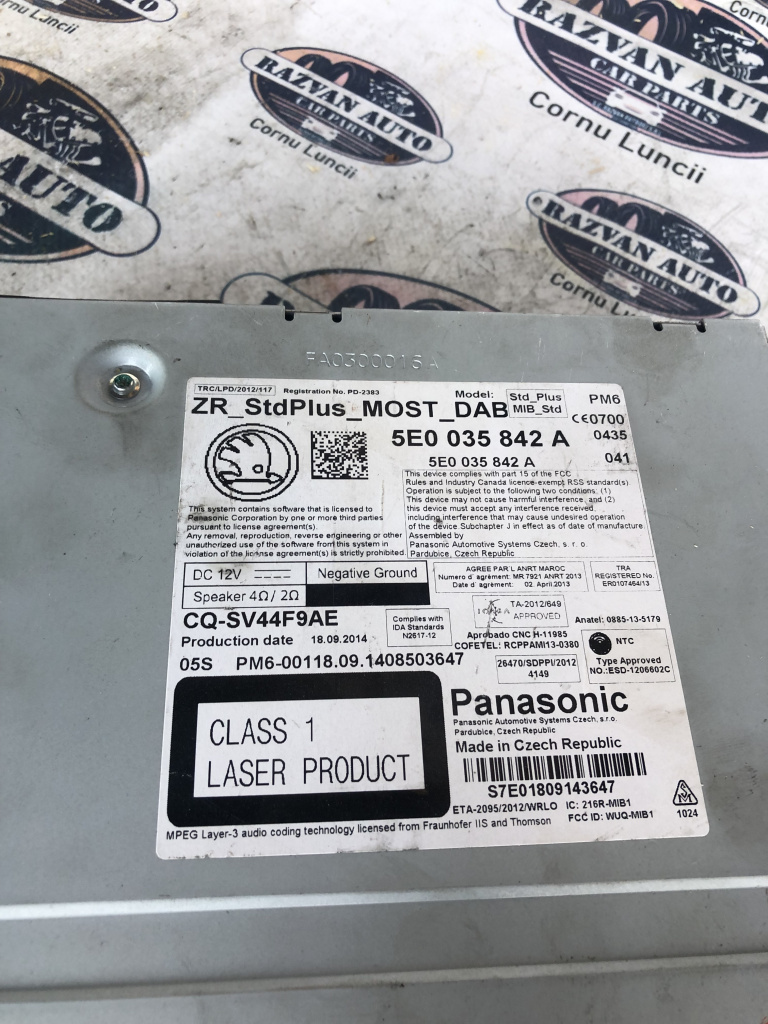 Cornu Luncii
RAZVAN AUTO
CAR PARTS
Cornu Luncii
RAZVAN AUTO
CAR PARTS
Cornu Luncii
AUTO
RAZVAN AUTO
CAR PARTS
Cornu Luncii
TRC/LPD/2012/117
Registration No. PD-2383
Model:
Std_Plus
MIB_Std
PM6
ZR_StdPlus_MOST_DAB
CE0700
5E0 035 842 A
0435
5E0 035 842 A
041
This device complies with part 15 of the FCC
Rules and Industry Canada licence-exempt RSS standard(s)
Operation is subject to the following two conditions: (1)
This device may not cause harmful interference, and (2)
this device must accept any interference received,
including interference that may cause undesired operation
of the device Subchapter J in effect as of date of manufacture
Assembled by
Panasonic Automotive Systems Czech, s. r. o.
Pardubice, Czech Republic
This system contains software that is licensed to
Panasonic Corporation by one or more third parties
pursuant to license agreement(s).
Any removal, reproduction, reverse engineering or other
unauthorized use of the software from this system in
violation of the license agreement(s) is strictly prohibited.
DC 12V
Negative Ground
Speaker 4Ω / 2Ω
AGREE PAR L ANRT MAROC
Numero d`agrément: MR 7921 ANRT 2013
Date d`agrément: 02. April.2013
TRA
REGISTERED No.
ER0107464/13
CQ-SV44F9AE
Production date 18.09.2014
Complies with
IDA Standards
N2617-12
TA-2012/649
APPROVED
Anatel: 0885-13-5179
Aprobado CNC H-11985
COFETEL: RCPPAMI13-0380
NTC
Type Approved
NO.:ESD-1206602C
05S PM6-00118.09.1408503647
26470/SDPPI/2012
4149
CLASS 1
LASER PRODUCT
Panasonic
Panasonic Automotive Systems Czech, s.r.o.
Pardubice, Czech Republic
Made in Czech Republic
S7E01809143647
ETA-2095/2012/WRLO IC: 216R-MIB1
FCC ID: WUQ-MIB1
1024
MPEG Layer-3 audio coding technology licensed from Fraunhofer IIS and Thomson